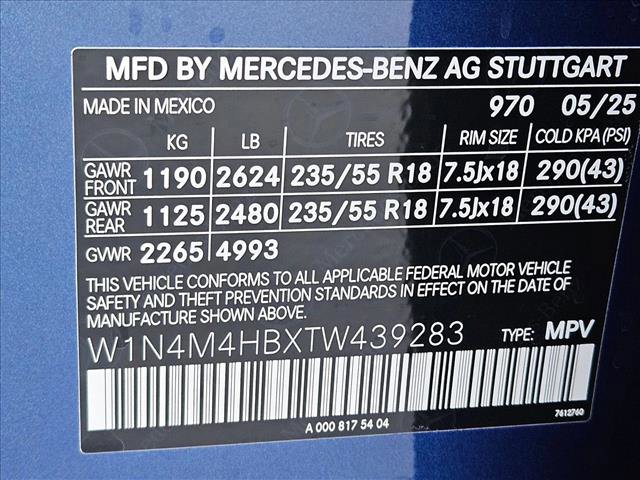 MFD BY MERCEDES-BENZ AG STUTTGART
MADE IN MEXICO 970 05/25
KG LB TIRES RIM SIZE COLD KPA (PSI)
GAWR FRONT 1190 2624 235/55 R18 7.5Jx18 290(43)
GAWR REAR 1125 2480 235/55 R18 7.5Jx18 290(43)
GVWR 2265 4993
THIS VEHICLE CONFORMS TO ALL APPLICABLE FEDERAL MOTOR VEHICLE
SAFETY AND THEFT PREVENTION STANDARDS IN EFFECT ON THE DATE OF
MANUFACTURE SHOWN ABOVE.
W1N4M4HBXTW439283 TYPE: MPV
A 000 817 54 04 7612760